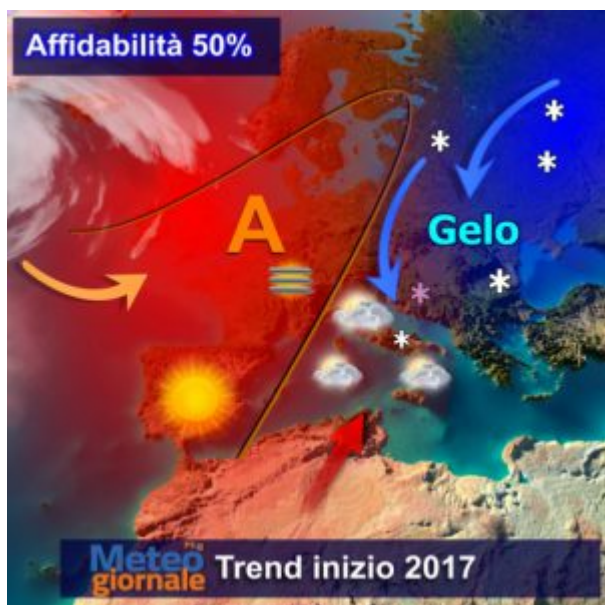 Affidabilità 50%
A
Gelo
Meteo
giornale
Trend inizio 2017